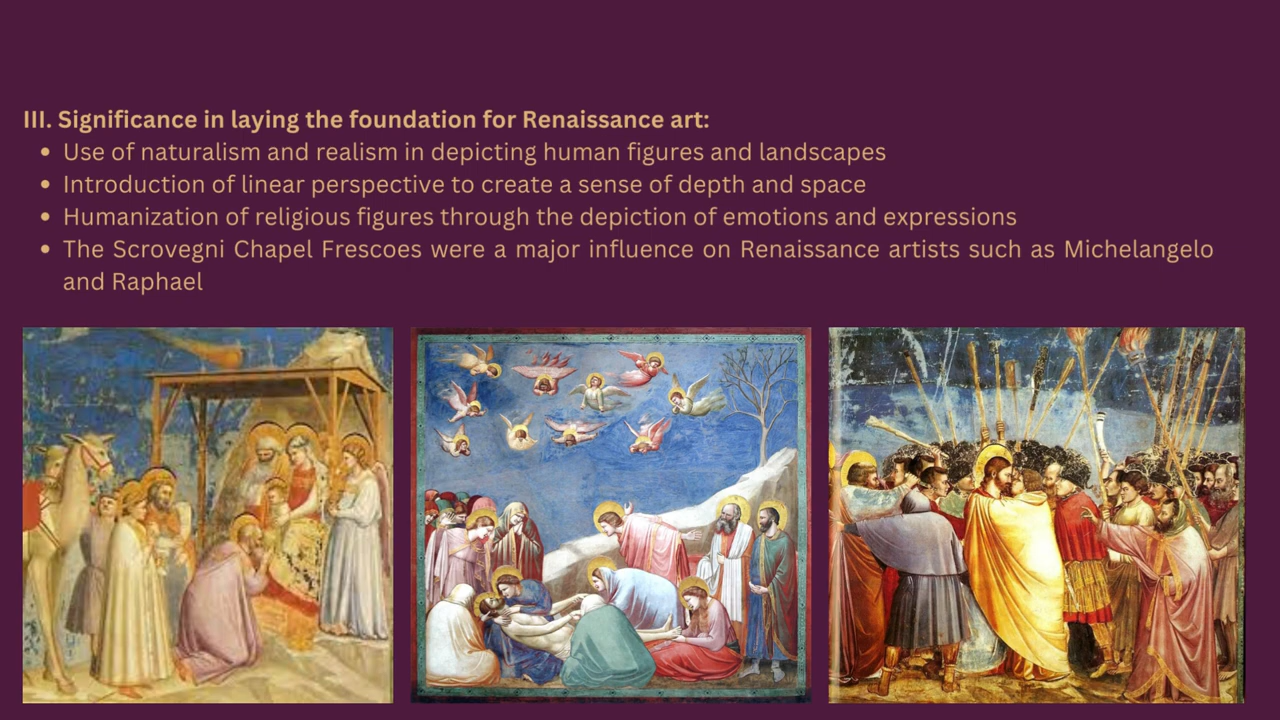 III. Significance in laying the foundation for Renaissance art:
• Use of naturalism and realism in depicting human figures and landscapes
• Introduction of linear perspective to create a sense of depth and space
• Humanization of religious figures through the depiction of emotions and expressions
• The Scrovegni Chapel Frescoes were a major influence on Renaissance artists such as Michelangelo
and Raphael